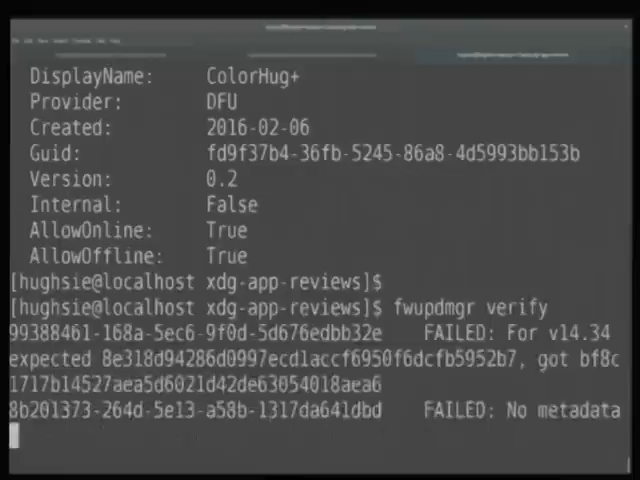 DisplayName: ColorHug+
Provider: DFU
Created: 2016-02-06
Guid: fd9f37b4-36fb-5245-86a8-4d5993bb153b
Version: 0.2
Internal: False
AllowOnline: True
AllowOffline: True
[hughsie@localhost xdg-app-reviews]$
[hughsie@localhost xdg-app-reviews]$ fwupdmgr verify
99388461-168a-5ec6-9f0d-5d676edbb32e FAILED: For v14.34
expected 8e318d94286d0997ecd1accf6950f6dcfb5952b7, got bf8c
1717b14527aea5d6021d42de63054018aea6
8b201373-264d-5e13-a58b-1317da641dbd FAILED: No metadata